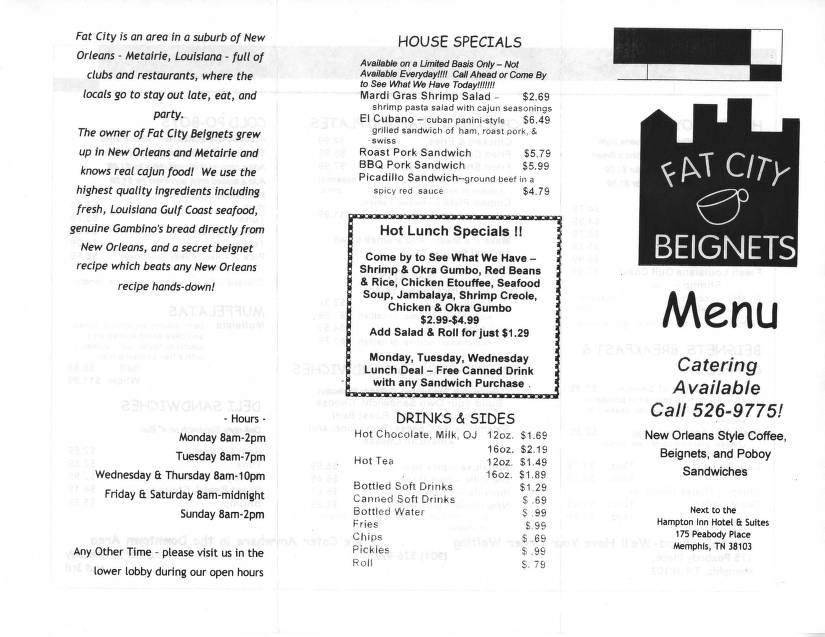 Fat City is an area in a suburb of New
Orleans - Metairie, Louisiana - full of
clubs and restaurants, where the
locals go to stay out late, eat, and
party.
The owner of Fat City Beignets grew
up in New Orleans and Metairie and
knows real cajun food! We use the
highest quality ingredients including
fresh, Louisiana Gulf Coast seafood,
genuine Gambino's bread directly from
New Orleans, and a secret beignet
recipe which beats any New Orleans
recipe hands-down!
- Hours -
Monday 8am-2pm
Tuesday 8am-7pm
Wednesday & Thursday 8am-10pm
Friday & Saturday 8am-midnight
Sunday 8am-2pm
Any Other Time - please visit us in the
lower lobby during our open hours
HOUSE SPECIALS
Available on a Limited Basis Only – Not
Available Everyday!!!! Call Ahead or Come By
to See What We Have Today!!!!!!!
Mardi Gras Shrimp Salad - $2.69
shrimp pasta salad with cajun seasonings
El Cubano – cuban panini-style $6.49
grilled sandwich of ham, roast pork, &
swiss
Roast Pork Sandwich $5.79
BBQ Pork Sandwich $5.99
Picadillo Sandwich–ground beef in a
spicy red sauce $4.79
Hot Lunch Specials !!
Come by to See What We Have –
Shrimp & Okra Gumbo, Red Beans
& Rice, Chicken Etouffee, Seafood
Soup, Jambalaya, Shrimp Creole,
Chicken & Okra Gumbo
$2.99-$4.99
Add Salad & Roll for just $1.29
Monday, Tuesday, Wednesday
Lunch Deal – Free Canned Drink
with any Sandwich Purchase .
DRINKS & SIDES
Hot Chocolate, Milk, OJ 12oz. $1.69
16oz. $2.19
Hot Tea 12oz. $1.49
16oz. $1.89
Bottled Soft Drinks $1.29
Canned Soft Drinks $ .69
Bottled Water $ .99
Fries $.99
Chips $ .69
Pickles $ .99
Roll $. 79
FAT CITY
BEIGNETS
Menu
Catering
Available
Call 526-9775!
New Orleans Style Coffee,
Beignets, and Poboy
Sandwiches
Next to the
Hampton Inn Hotel & Suites
175 Peabody Place
Memphis, TN 38103